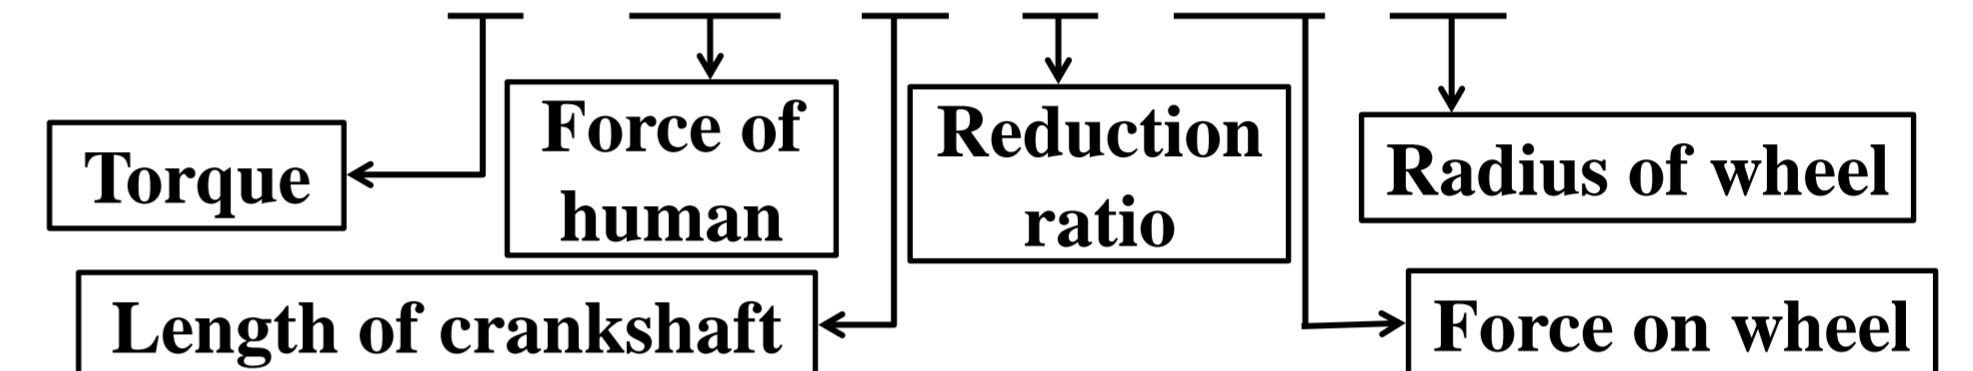 Torque
Force of
human
Reduction
ratio
Radius of wheel
Length of crankshaft
Force on wheel